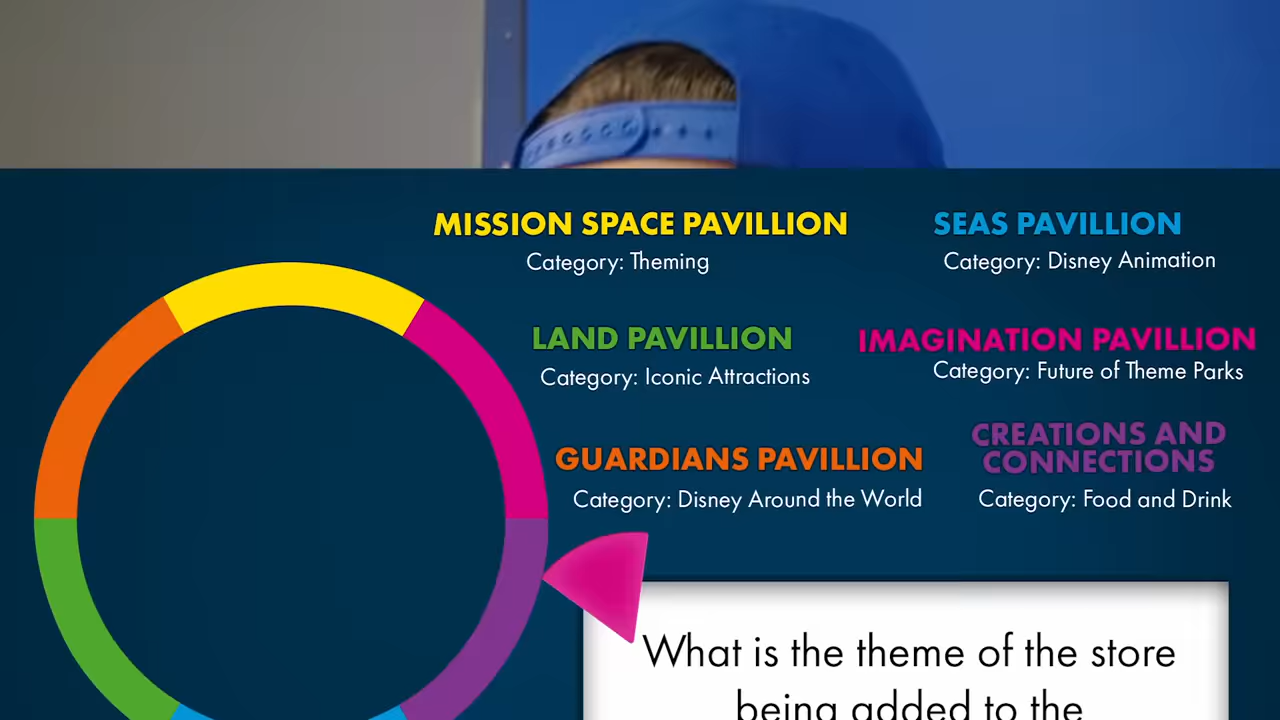 MISSION SPACE PAVILLION
Category: Theming
SEAS PAVILLION
Category: Disney Animation
LAND PAVILLION
Category: Iconic Attractions
IMAGINATION PAVILLION
Category: Future of Theme Parks
GUARDIANS PAVILLION
Category: Disney Around the World
CREATIONS AND
CONNECTIONS
Category: Food and Drink
What is the theme of the store
being added to the